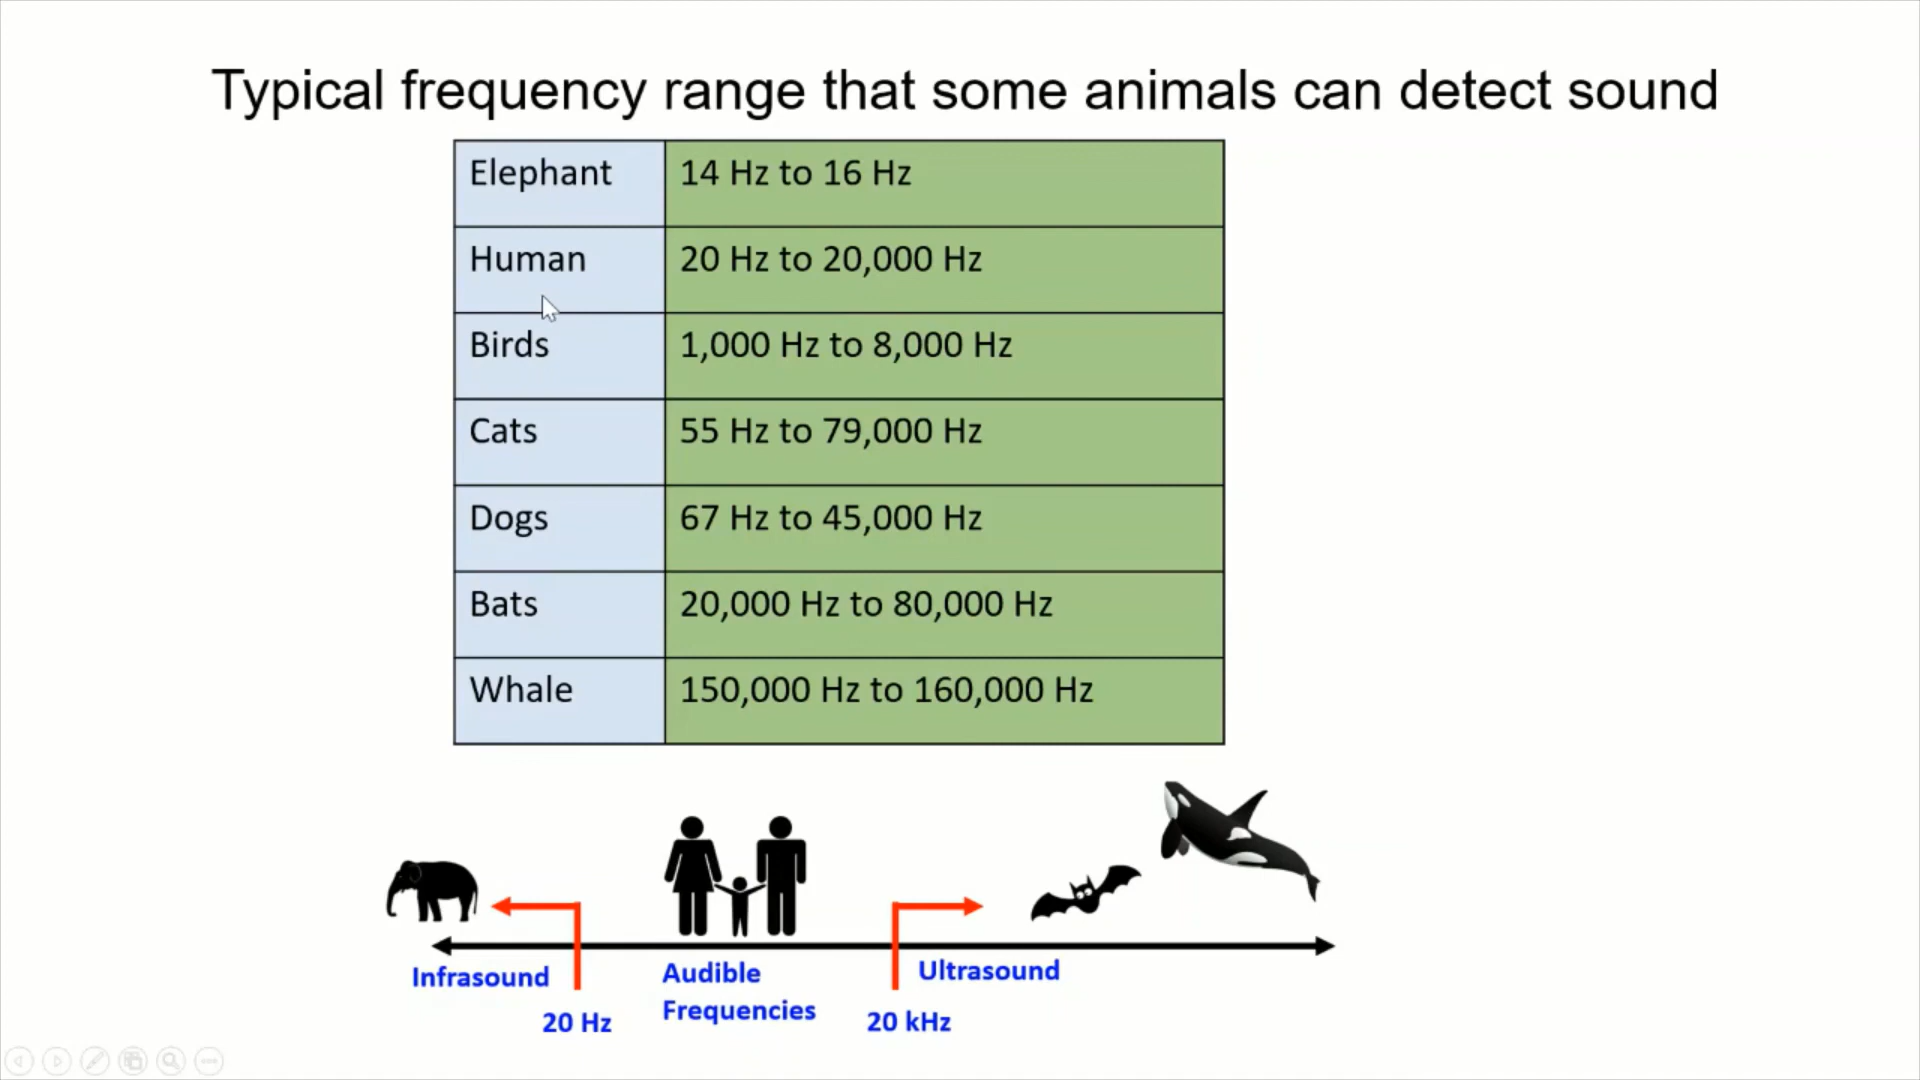 Typical frequency range that some animals can detect sound
Elephant 14 Hz to 16 Hz
Human 20 Hz to 20,000 Hz
Birds 1,000 Hz to 8,000 Hz
Cats 55 Hz to 79,000 Hz
Dogs 67 Hz to 45,000 Hz
Bats 20,000 Hz to 80,000 Hz
Whale 150,000 Hz to 160,000 Hz
Infrasound
Audible
Frequencies
Ultrasound
20 Hz
20 kHz